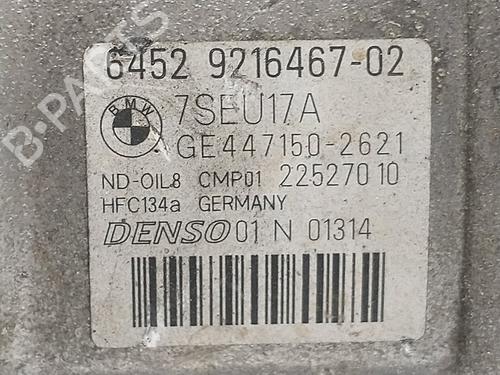 6452 9216467-02
BMW 7SEU17A
GE447150-2621
ND-OIL8 CMP01 22527010
HFC134a GERMANY
DENSO 01 N 01314
B-PARTS